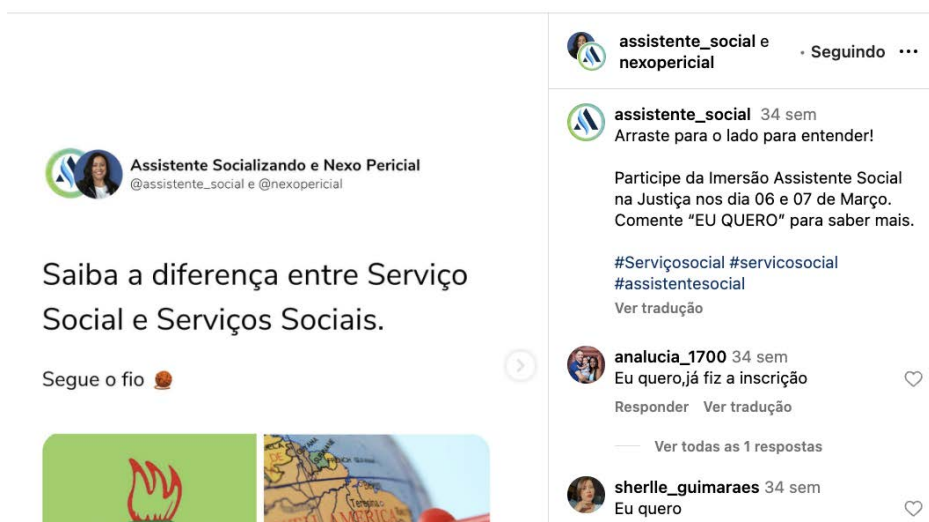 assistente_social e
nexopericial
• Seguindo
assistente_social 34 sem
Arraste para o lado para entender!
Participe da Imersão Assistente Social
na Justiça nos dia 06 e 07 de Março.
Comente “EU QUERO” para saber mais.
#Serviçosocial #servicosocial
#assistentesocial
Ver tradução
analucia_1700 34 sem
Eu quero,já fiz a inscrição
Responder Ver tradução
Ver todas as 1 respostas
sherlle_guimaraes 34 sem
Eu quero
Assistente Socializando e Nexo Pericial
@assistente_social e @nexopericial
Saiba a diferença entre Serviço
Social e Serviços Sociais.
Segue o fio